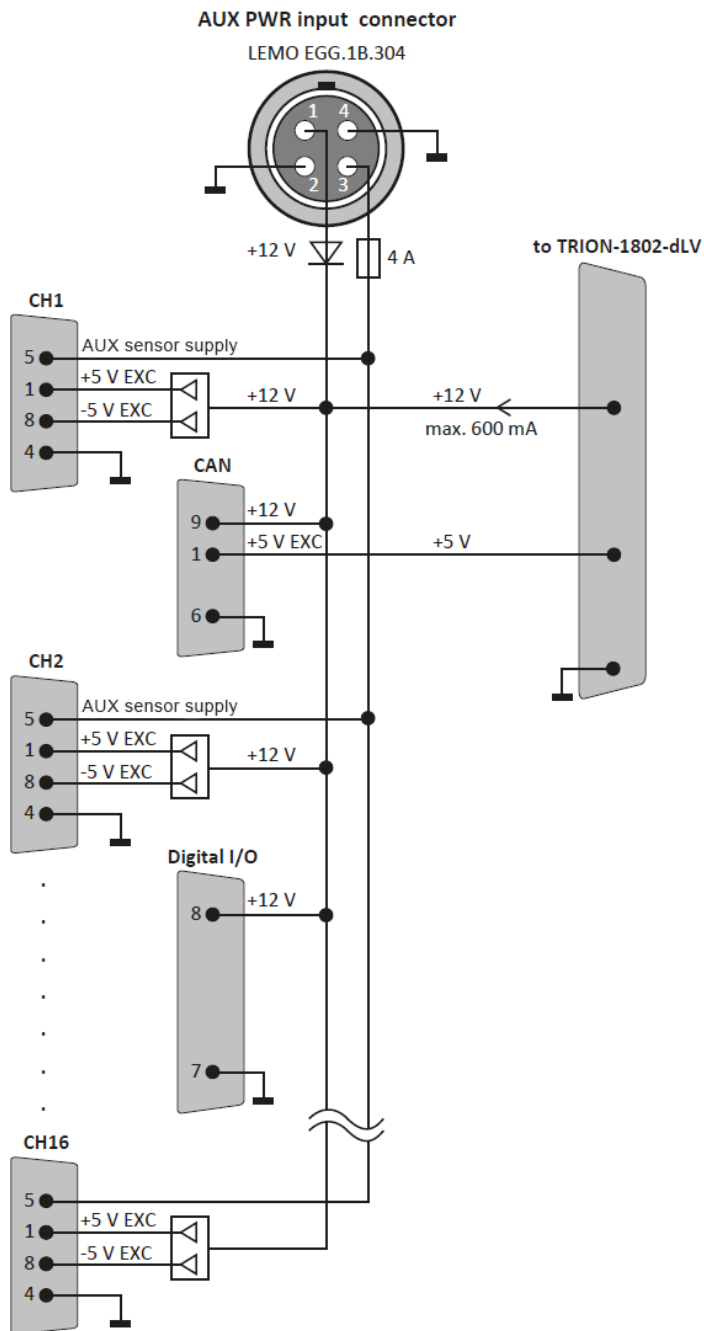 AUX PWR input connector
LEMO EGG.1B.304
1 4
2 3
+12 V
4 A
to TRION-1802-dLV
CH1
5 AUX sensor supply
1 +5 V EXC
+12 V
+12 V
8 -5 V EXC
max. 600 mA
4
CAN
9 +12 V
1 +5 V EXC
+5 V
6
CH2
5 AUX sensor supply
1 +5 V EXC
+12 V
8 -5 V EXC
4
Digital I/O
8 +12 V
7
CH16
5
1 +5 V EXC
8 -5 V EXC
4